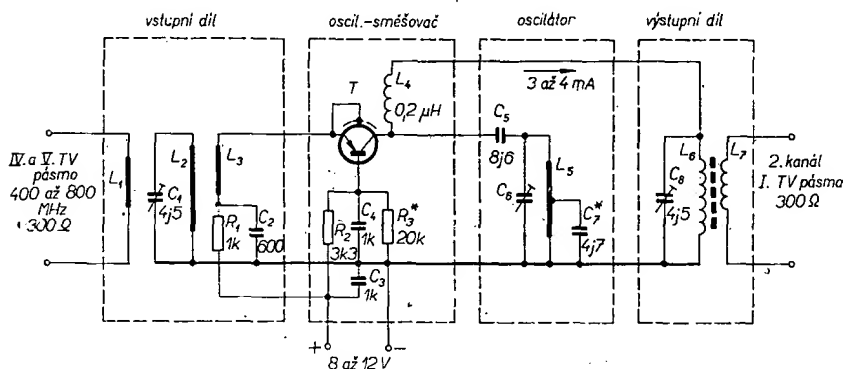 vstupní díl
oscil.-směšovač
oscilátor
výstupní díl
T
L4
0,2 µH
3 až 4 mA
C5
8j6
IV. a V. TV
pásmo
400 až 800
MHz
300 Ω
L1
C1
4j5
L2
L3
R1
1k
C2
600
R2
3k3
C4
1k
R3*
20k
C3
1k
C6
L5
C7*
4j7
C8
4j5
L6
L7
2. kanál
I. TV pásma
300 Ω
+
8 až 12 V
−